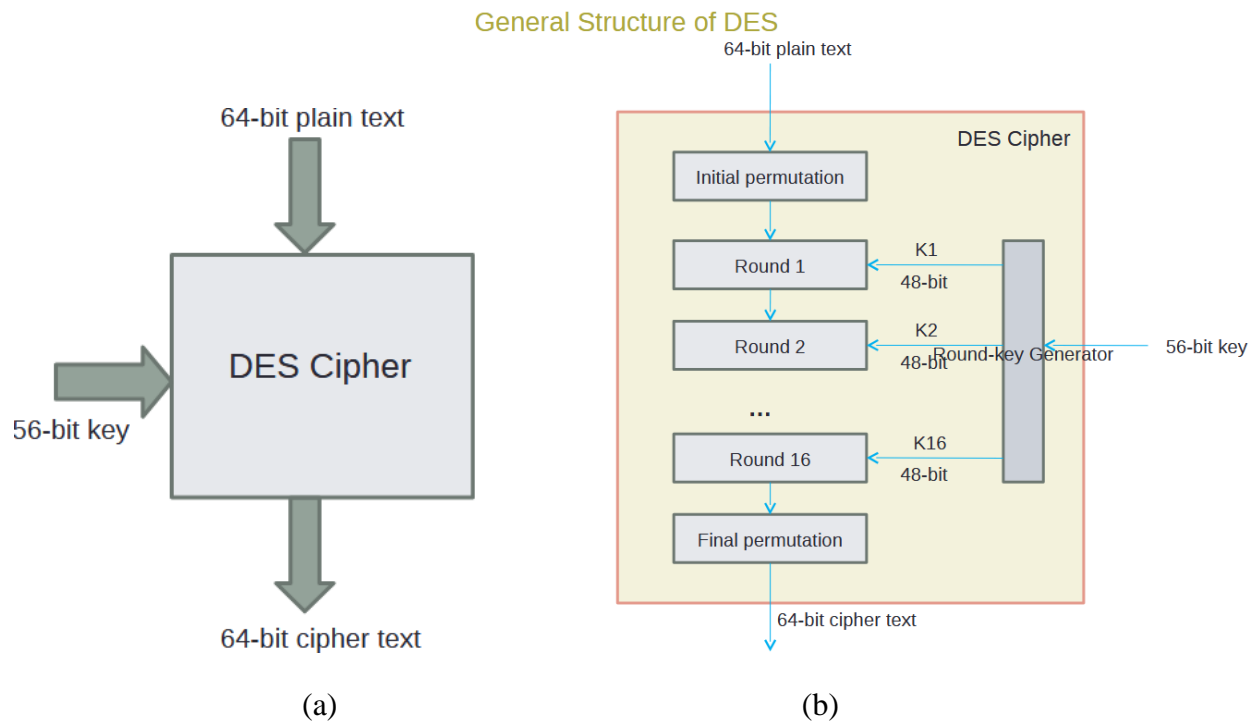 General Structure of DES
64-bit plain text
DES Cipher
56-bit key
64-bit cipher text
(a)
64-bit plain text
DES Cipher
Initial permutation
Round 1
K1
48-bit
Round 2
K2
48-bit
Round-key Generator
56-bit key
...
Round 16
K16
48-bit
Final permutation
64-bit cipher text
(b)